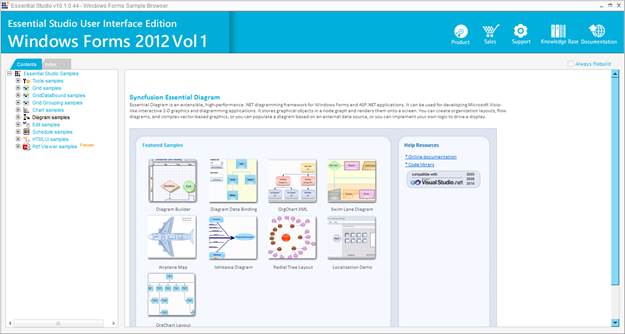 Essential Studio v10.1.0.44 - Windows Forms Sample Browser
Essential Studio User Interface Edition
Windows Forms 2012 Vol 1
Product
Sales
Support
Knowledge Base
Documentation
Contents
Index
Always Rebuild
Essential Studio Samples
Tools samples
Grid samples
GridDataBound samples
Grid Grouping samples
Chart samples
Diagram samples
Edit samples
Schedule samples
HTMLUI samples
Pdf Viewer samples
Syncfusion Essential Diagram
Essential Diagram is an extensible, high-performance, .NET diagramming framework for Windows Forms and ASP.NET applications. It can be used for developing Microsoft Visio-
like interactive 2-D graphics and diagramming applications. It stores graphical objects in a node graph and renders them onto a screen. You can create organization layouts, flow
diagrams, and complex vector-based graphics, or you can populate a diagram based on an external data source, or you can implement your own logic to drive a display.
Featured Samples
Diagram Builder
Diagram Data Binding
OrgChart XML
Swim Lane Diagram
Airplane Map
Ishikawa Diagram
Radial Tree Layout
Localization Demo
OrgChart Layout
Help Resources
* Online documentation
* Code library
compatible with
Visual Studio.net
2005
2008
2010